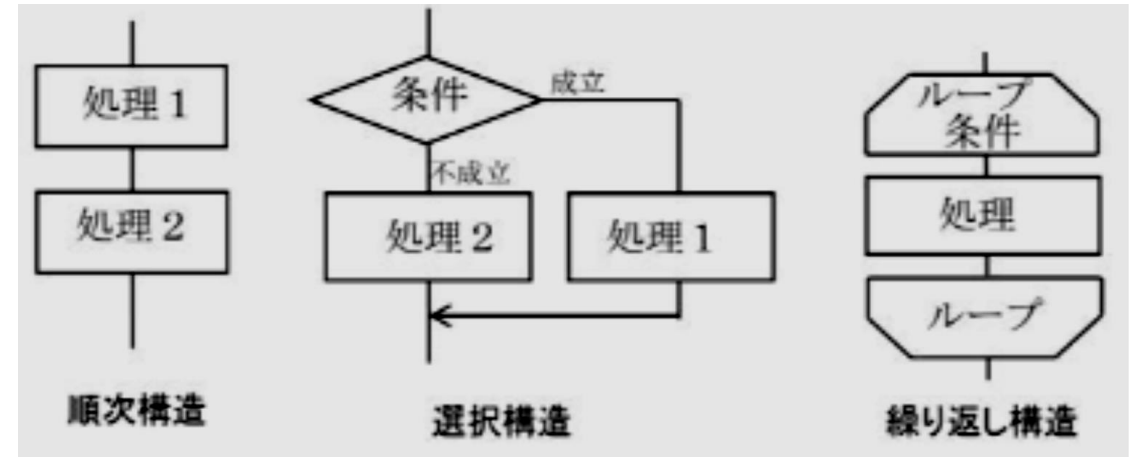 処理1
処理2
順次構造
条件
成立
不成立
処理2
処理1
選択構造
ループ
条件
処理
ループ
繰り返し構造